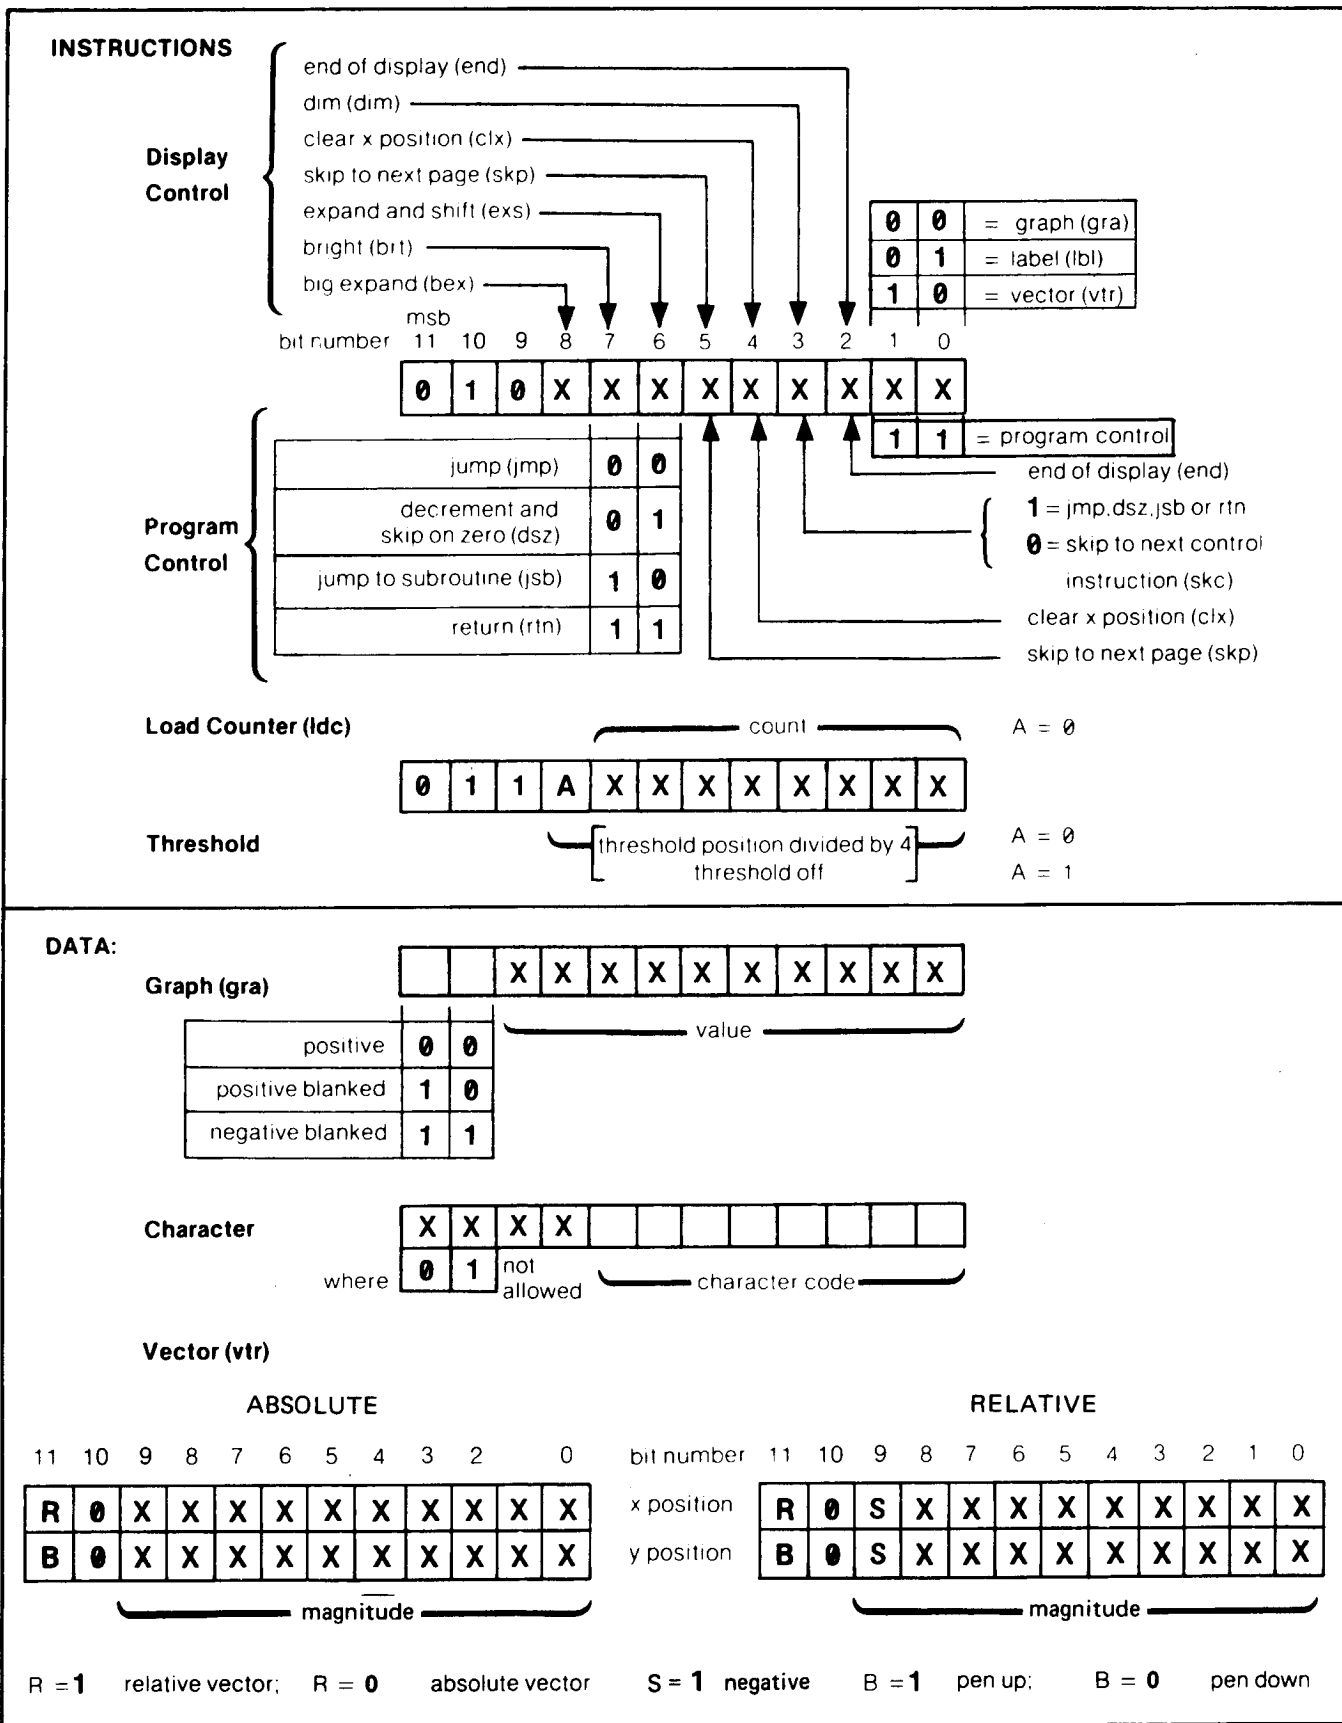 INSTRUCTIONS
end of display (end)
dim (dim)
clear x position (clx)
skip to next page (skp)
expand and shift (exs)
bright (brt)
big expand (bex)
Display
Control
0 0 = graph (gra)
0 1 = label (lbl)
1 0 = vector (vtr)
msb
bit number 11 10 9 8 7 6 5 4 3 2 1 0
0 1 0 X X X X X X X X X
1 1 = program control
Program
Control
jump (jmp) 0 0
decrement and
skip on zero (dsz) 0 1
jump to subroutine (jsb) 1 0
return (rtn) 1 1
end of display (end)
1 = jmp,dsz,jsb or rtn
0 = skip to next control
instruction (skc)
clear x position (clx)
skip to next page (skp)
Load Counter (ldc)
count
A = 0
0 1 1 A X X X X X X X X
Threshold
threshold position divided by 4
A = 0
threshold off
A = 1
DATA:
Graph (gra)
X X X X X X X X X X
value
positive 0 0
positive blanked 1 0
negative blanked 1 1
Character
X X X X
where 0 1 not
allowed
character code
Vector (vtr)
ABSOLUTE
RELATIVE
11 10 9 8 7 6 5 4 3 2 0
bit number 11 10 9 8 7 6 5 4 3 2 1 0
R 0 X X X X X X X X X X
x position R 0 S X X X X X X X X X
B 0 X X X X X X X X X X
y position B 0 S X X X X X X X X X
magnitude
magnitude
R = 1 relative vector; R = 0 absolute vector S = 1 negative B = 1 pen up; B = 0 pen down